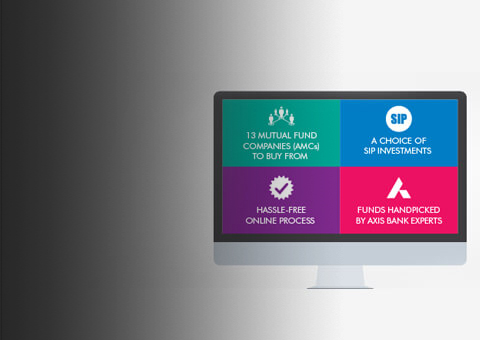 13 MUTUAL FUND
COMPANIES (AMCs)
TO BUY FROM
SIP
A CHOICE OF
SIP INVESTMENTS
HASSLE-FREE
ONLINE PROCESS
FUNDS HANDPICKED
BY AXIS BANK EXPERTS